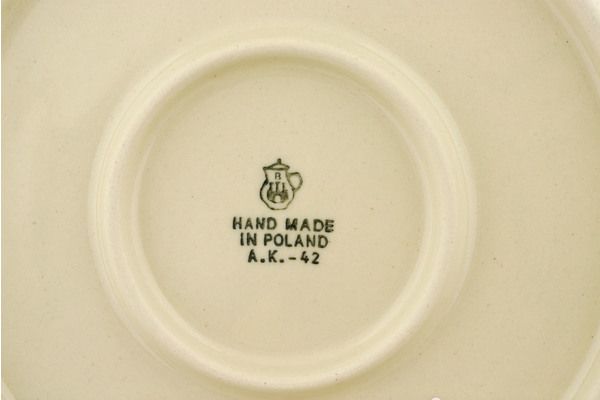 B
HAND MADE
IN POLAND
A.K.-42